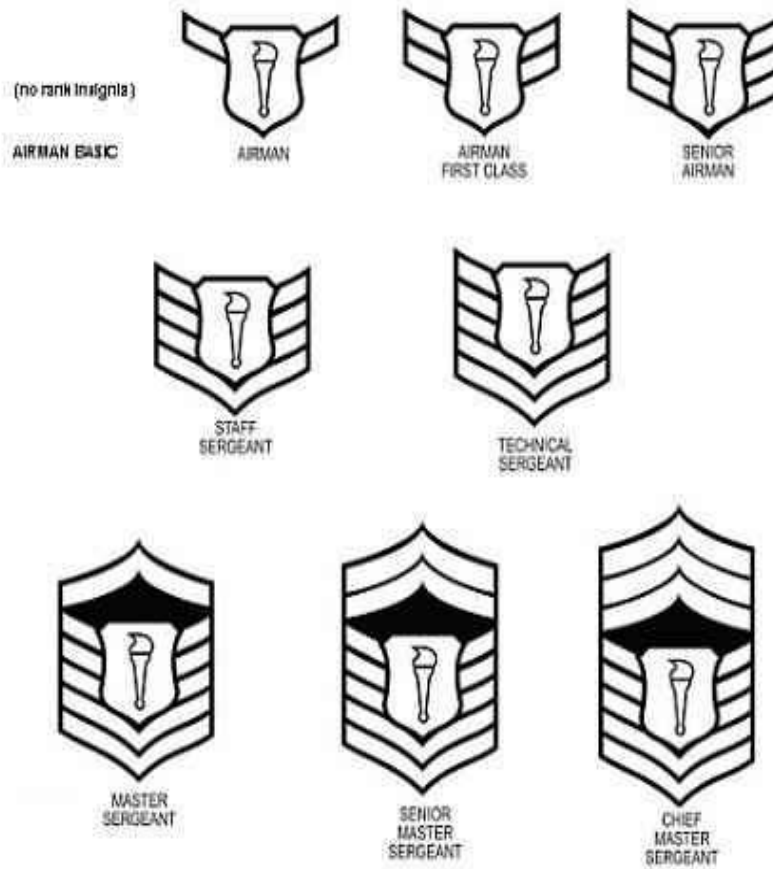 (no rank insignia)
AIRMAN BASIC
AIRMAN
AIRMAN
FIRST CLASS
SENIOR
AIRMAN
STAFF
SERGEANT
TECHNICAL
SERGEANT
MASTER
SERGEANT
SENIOR
MASTER
SERGEANT
CHIEF
MASTER
SERGEANT